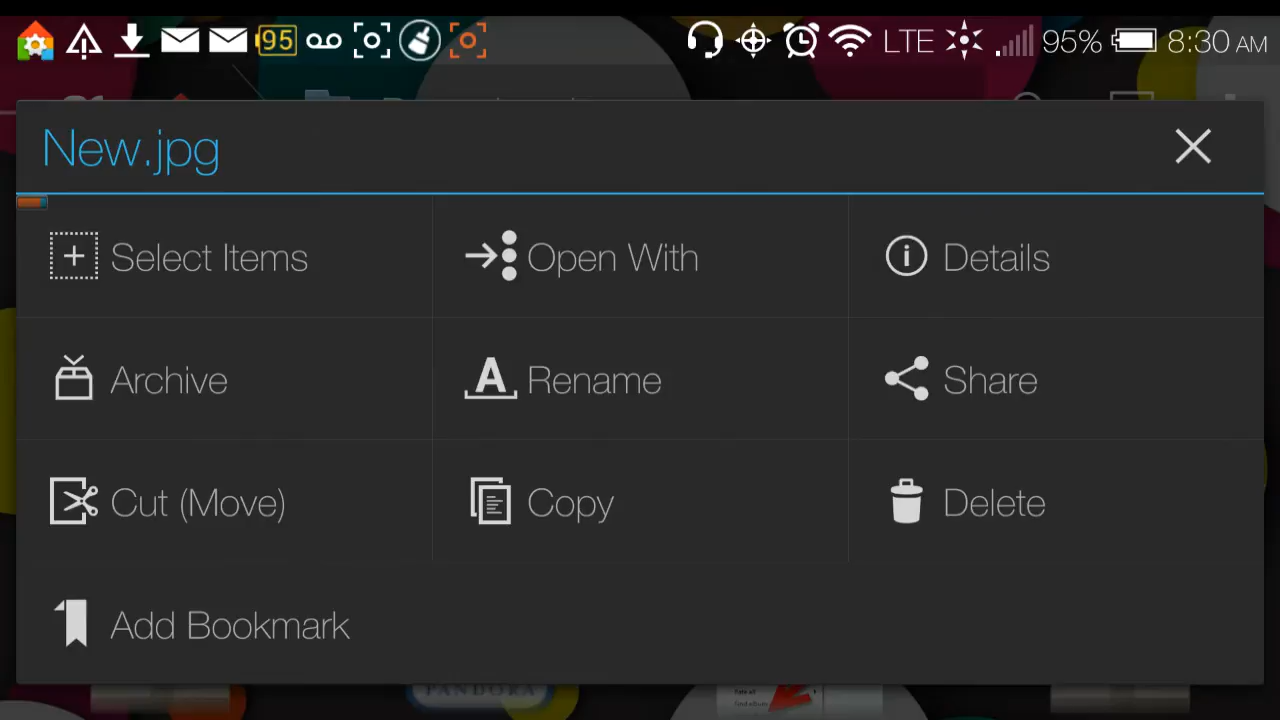 95 LTE 95% 8:30 AM
New.jpg
Select Items Open With Details
Archive Rename Share
Cut (Move) Copy Delete
Add Bookmark
PANDORA